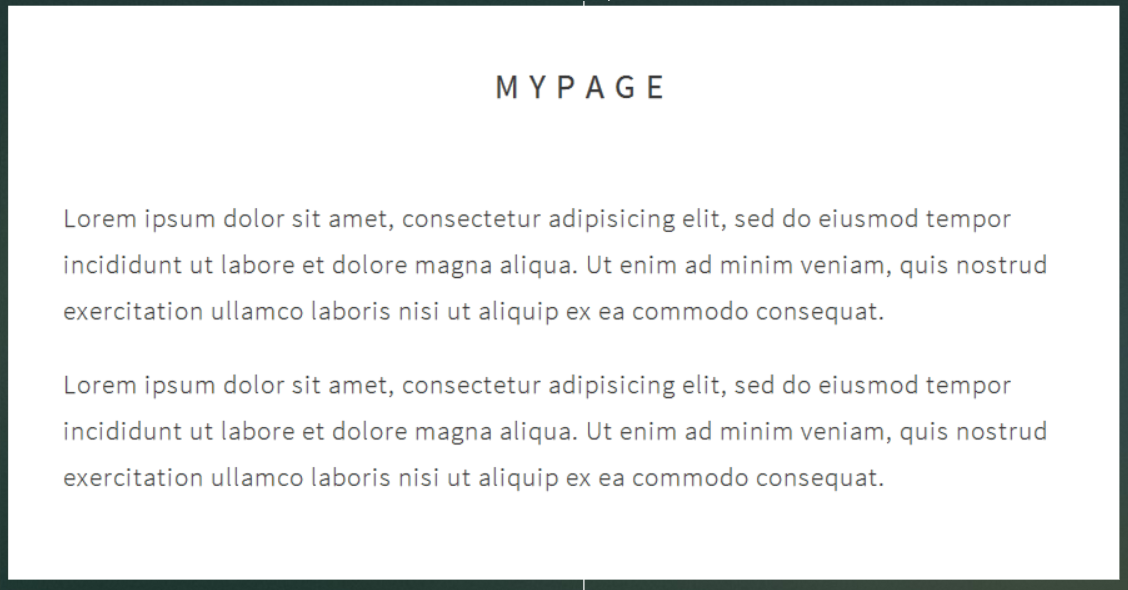 MYPAGE
Lorem ipsum dolor sit amet, consectetur adipisicing elit, sed do eiusmod tempor
incididunt ut labore et dolore magna aliqua. Ut enim ad minim veniam, quis nostrud
exercitation ullamco laboris nisi ut aliquip ex ea commodo consequat.
Lorem ipsum dolor sit amet, consectetur adipisicing elit, sed do eiusmod tempor
incididunt ut labore et dolore magna aliqua. Ut enim ad minim veniam, quis nostrud
exercitation ullamco laboris nisi ut aliquip ex ea commodo consequat.